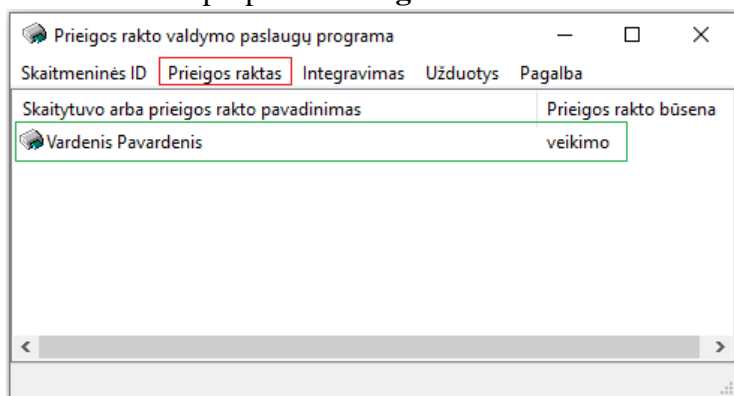 Prieigos rakto valdymo paslaugų programa
Skaitmeninės ID Prieigos raktas Integravimas Užduotys Pagalba
Skaitytuvo arba prieigos rakto pavadinimas Prieigos rakto būsena
Vardenis Pavardenis veikimo